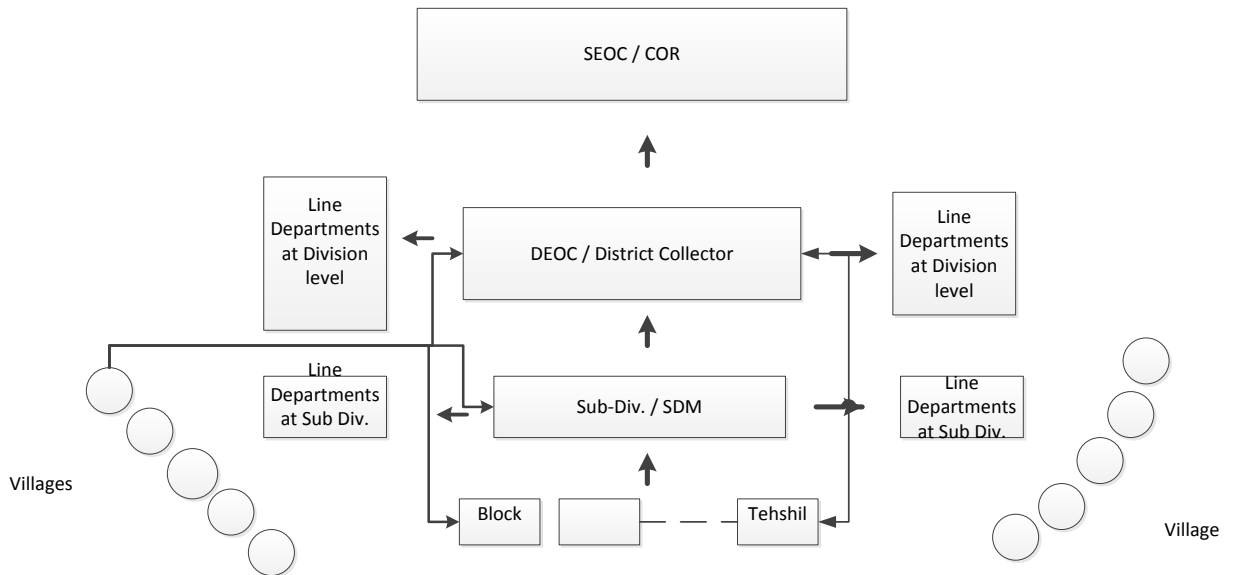 SEOC / COR
Line
Departments
at Division
level
DEOC / District Collector
Line
Departments
at Division
level
Line
Departments
at Sub Div.
Sub-Div. / SDM
Line
Departments
at Sub Div.
Villages
Block
Tehshil
Village